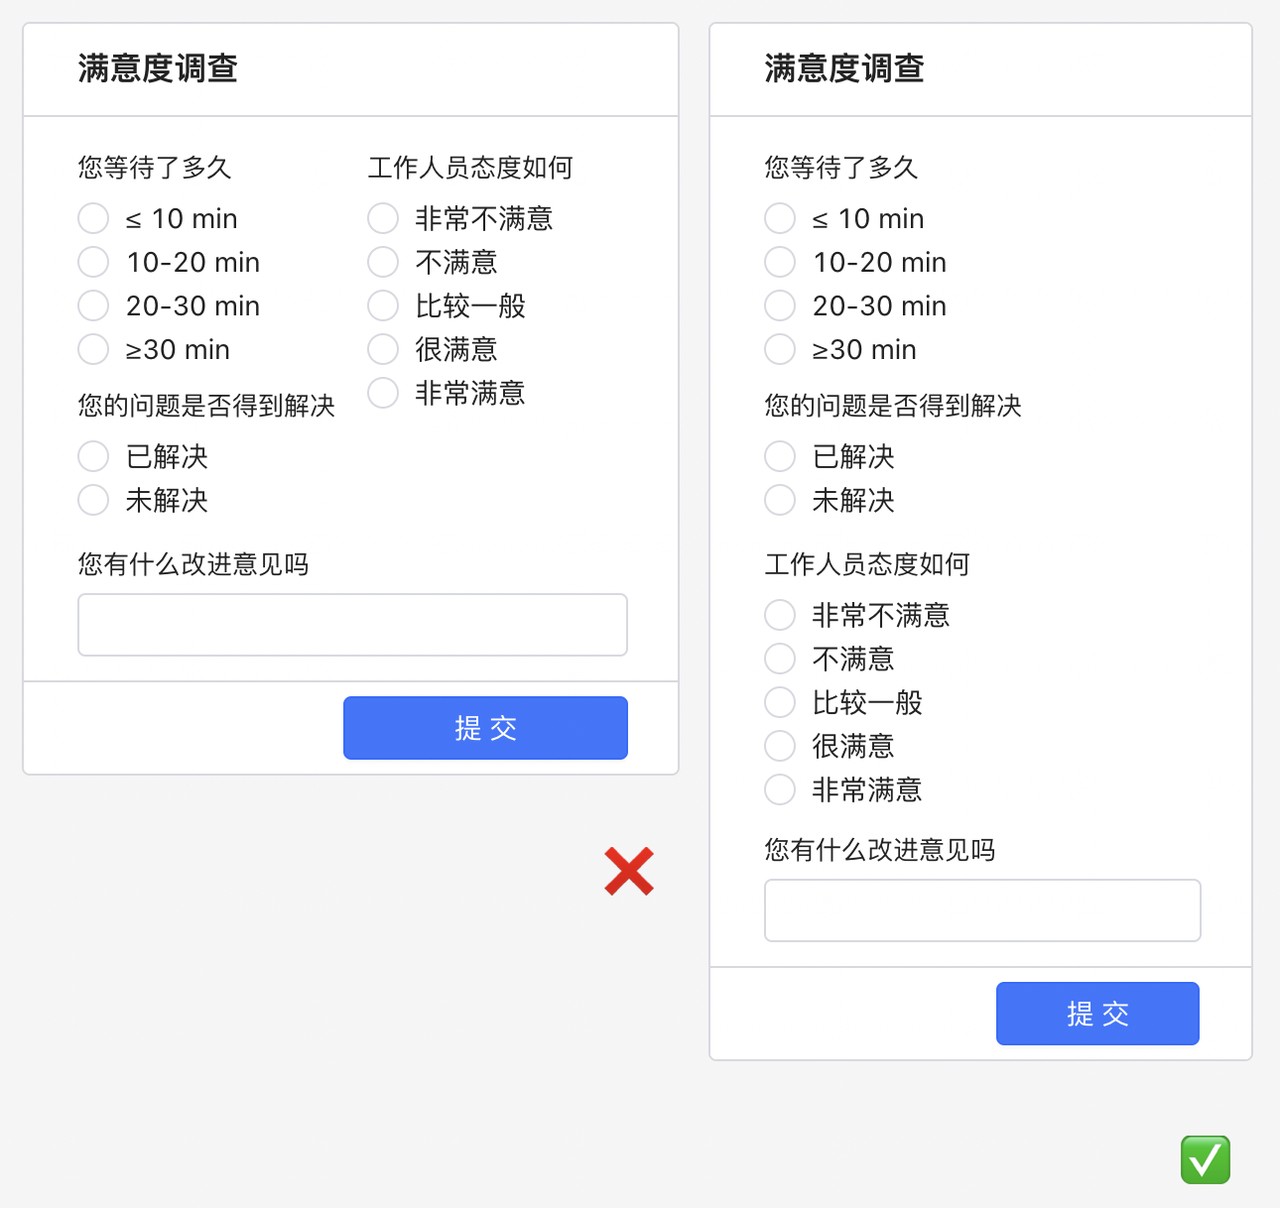 满意度调查
您等待了多久
≤ 10 min
10-20 min
20-30 min
≥30 min
您的问题是否得到解决
已解决
未解决
工作人员态度如何
非常不满意
不满意
比较一般
很满意
非常满意
您有什么改进意见吗
提 交
满意度调查
您等待了多久
≤ 10 min
10-20 min
20-30 min
≥30 min
您的问题是否得到解决
已解决
未解决
工作人员态度如何
非常不满意
不满意
比较一般
很满意
非常满意
您有什么改进意见吗
提 交